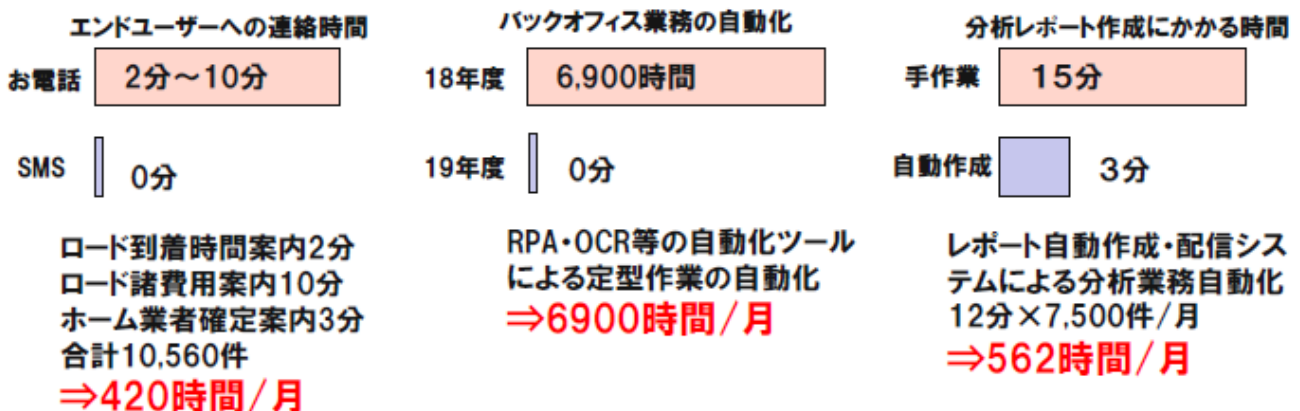 エンドユーザーへの連絡時間
お電話 2分～10分
SMS 0分
ロード到着時間案内2分
ロード諸費用案内10分
ホーム業者確定案内3分
合計10,560件
⇒420時間/月
バックオフィス業務の自動化
18年度 6,900時間
19年度 0分
RPA・OCR等の自動化ツール
による定型作業の自動化
⇒6900時間/月
分析レポート作成にかかる時間
手作業 15分
自動作成 3分
レポート自動作成・配信シス
テムによる分析業務自動化
12分×7,500件/月
⇒562時間/月